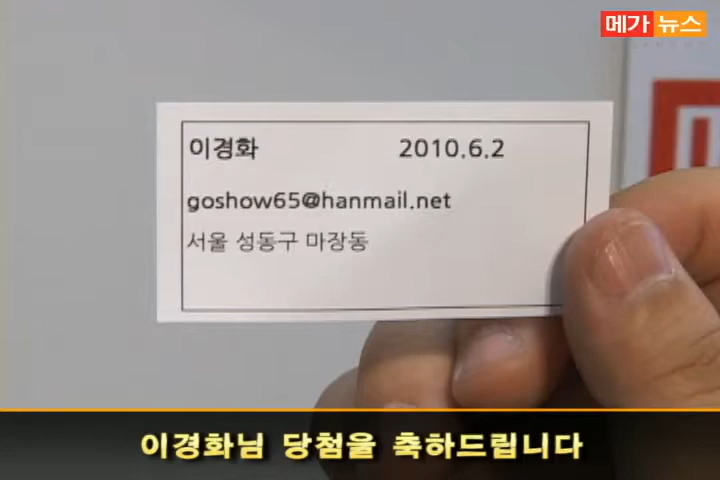 메가 뉴스
이경화 2010.6.2
goshow65@hanmail.net
서울 성동구 마장동
이경화님 당첨을 축하드립니다